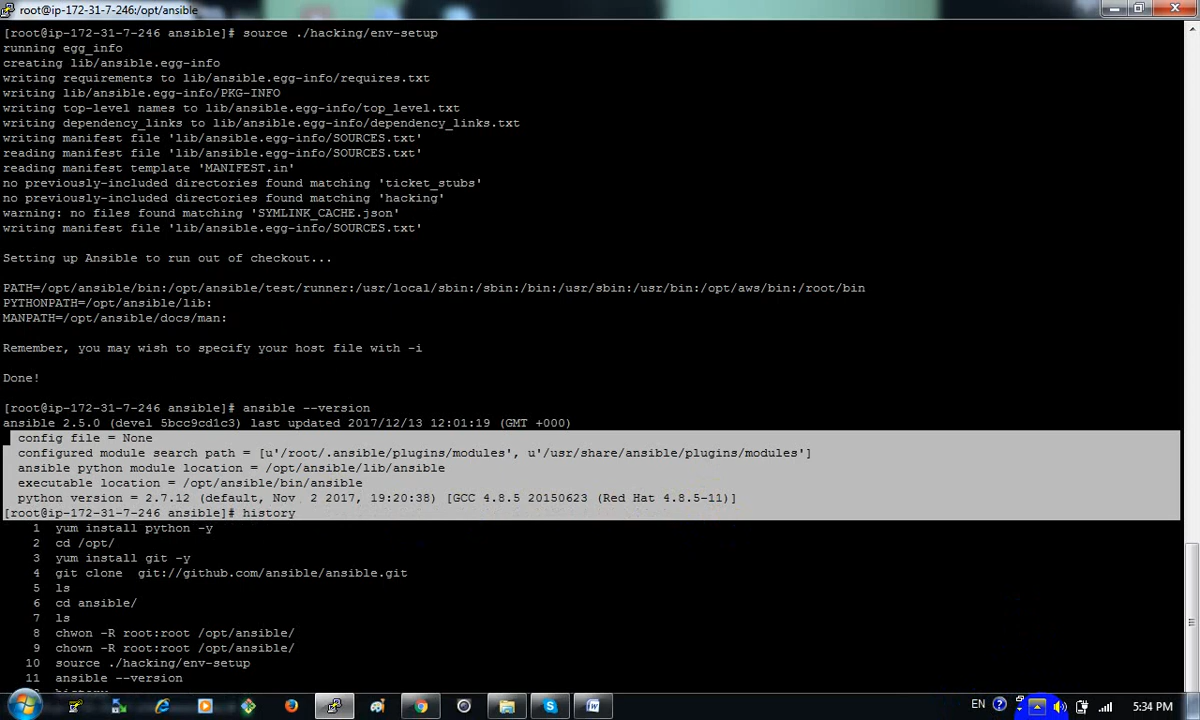 root@ip-172-31-7-246:/opt/ansible
[root@ip-172-31-7-246 ansible]# source ./hacking/env-setup
running egg_info
creating lib/ansible.egg-info
writing requirements to lib/ansible.egg-info/requires.txt
writing lib/ansible.egg-info/PKG-INFO
writing top-level names to lib/ansible.egg-info/top_level.txt
writing dependency_links to lib/ansible.egg-info/dependency_links.txt
writing manifest file 'lib/ansible.egg-info/SOURCES.txt'
reading manifest file 'lib/ansible.egg-info/SOURCES.txt'
reading manifest template 'MANIFEST.in'
no previously-included directories found matching 'ticket_stubs'
no previously-included directories found matching 'hacking'
warning: no files found matching 'SYMLINK_CACHE.json'
writing manifest file 'lib/ansible.egg-info/SOURCES.txt'
Setting up Ansible to run out of checkout...
PATH=/opt/ansible/bin:/opt/ansible/test/runner:/usr/local/sbin:/sbin:/bin:/usr/sbin:/usr/bin:/opt/aws/bin:/root/bin
PYTHONPATH=/opt/ansible/lib:
MANPATH=/opt/ansible/docs/man:
Remember, you may wish to specify your host file with -i
Done!
[root@ip-172-31-7-246 ansible]# ansible --version
ansible 2.5.0 (devel 5bcc9cd1c3) last updated 2017/12/13 12:01:19 (GMT +000)
config file = None
configured module search path = [u'/root/.ansible/plugins/modules', u'/usr/share/ansible/plugins/modules']
ansible python module location = /opt/ansible/lib/ansible
executable location = /opt/ansible/bin/ansible
python version = 2.7.12 (default, Nov  2 2017, 19:20:38) [GCC 4.8.5 20150623 (Red Hat 4.8.5-11)]
[root@ip-172-31-7-246 ansible]# history
1 yum install python -y
2 cd /opt/
3 yum install git -y
4 git clone  git://github.com/ansible/ansible.git
5 ls
6 cd ansible/
7 ls
8 chwon -R root:root /opt/ansible/
9 chown -R root:root /opt/ansible/
10 source ./hacking/env-setup
11 ansible --version
EN 5:34 PM